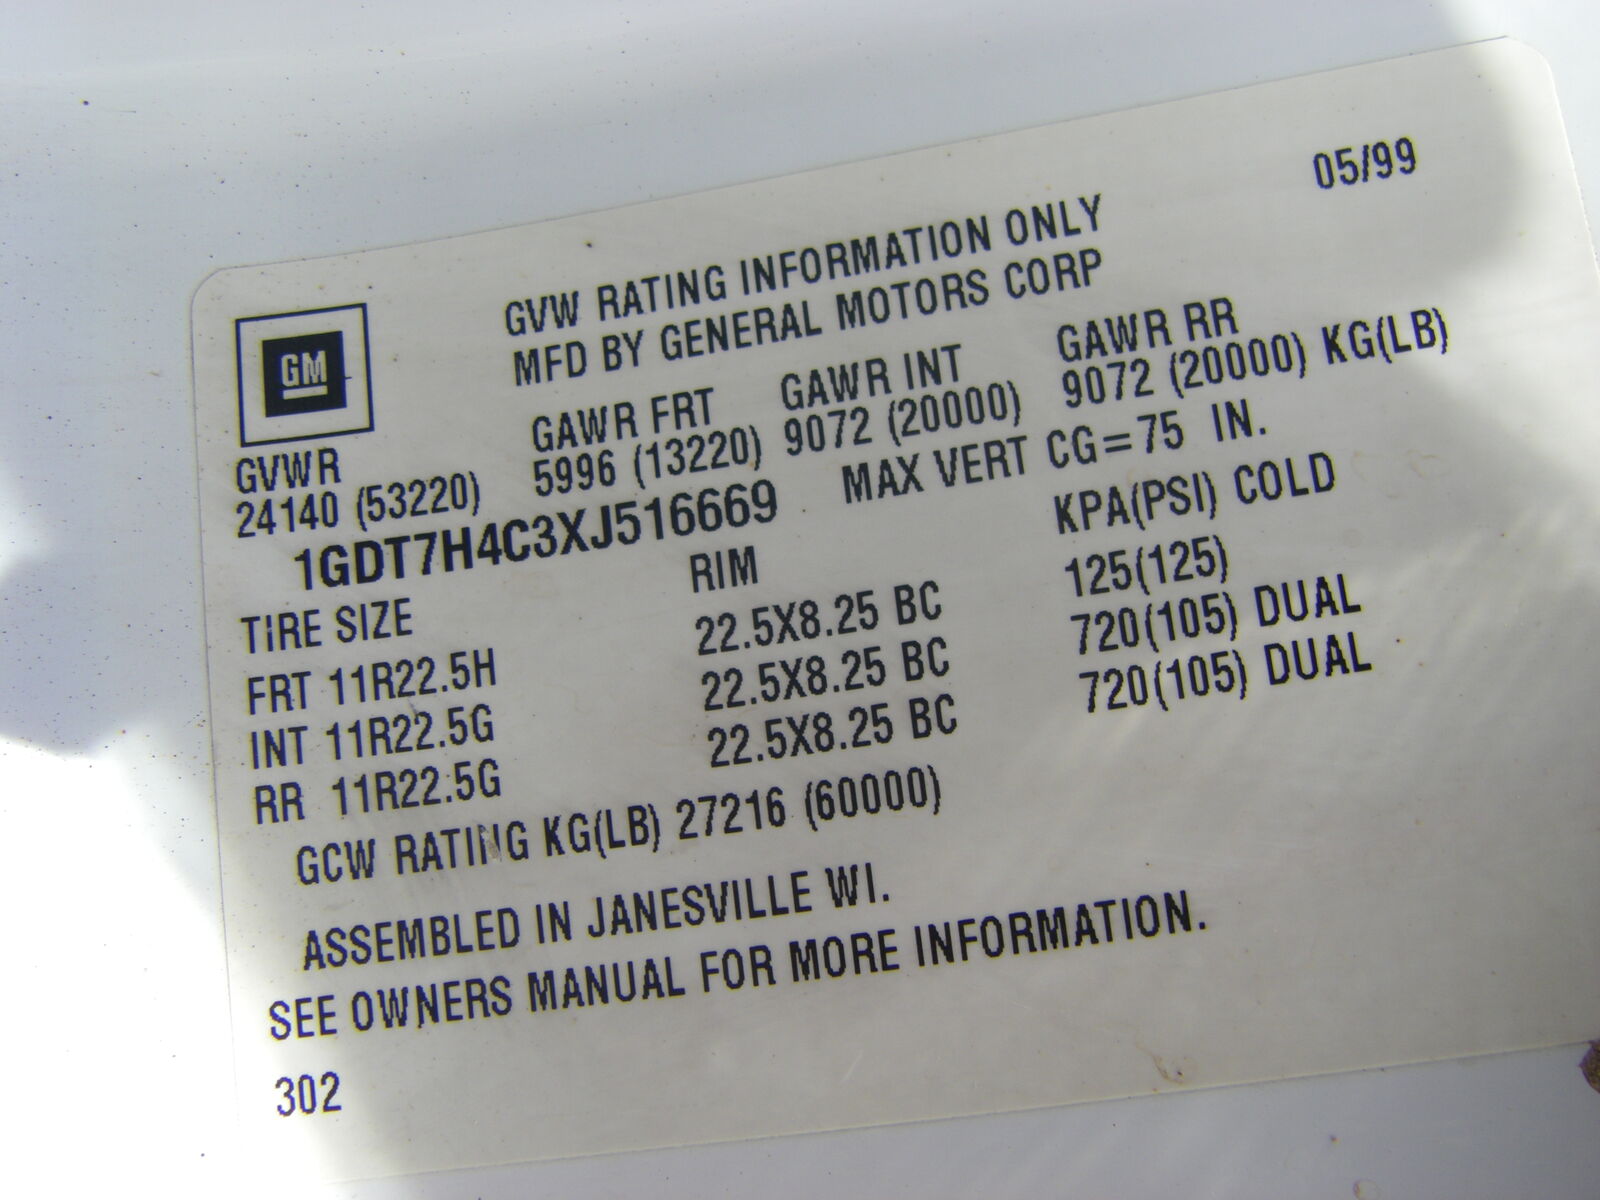 05/99
GVW RATING INFORMATION ONLY
MFD BY GENERAL MOTORS CORP
GM
GVWR GAWR FRT GAWR INT GAWR RR
24140 (53220) 5996 (13220) 9072 (20000) 9072 (20000) KG(LB)
1GDT7H4C3XJ516669 MAX VERT CG=75 IN.
TIRE SIZE RIM KPA(PSI) COLD
FRT 11R22.5H 22.5X8.25 BC 125(125)
INT 11R22.5G 22.5X8.25 BC 720(105) DUAL
RR 11R22.5G 22.5X8.25 BC 720(105) DUAL
GCW RATING KG(LB) 27216 (60000)
ASSEMBLED IN JANESVILLE WI.
SEE OWNERS MANUAL FOR MORE INFORMATION.
302